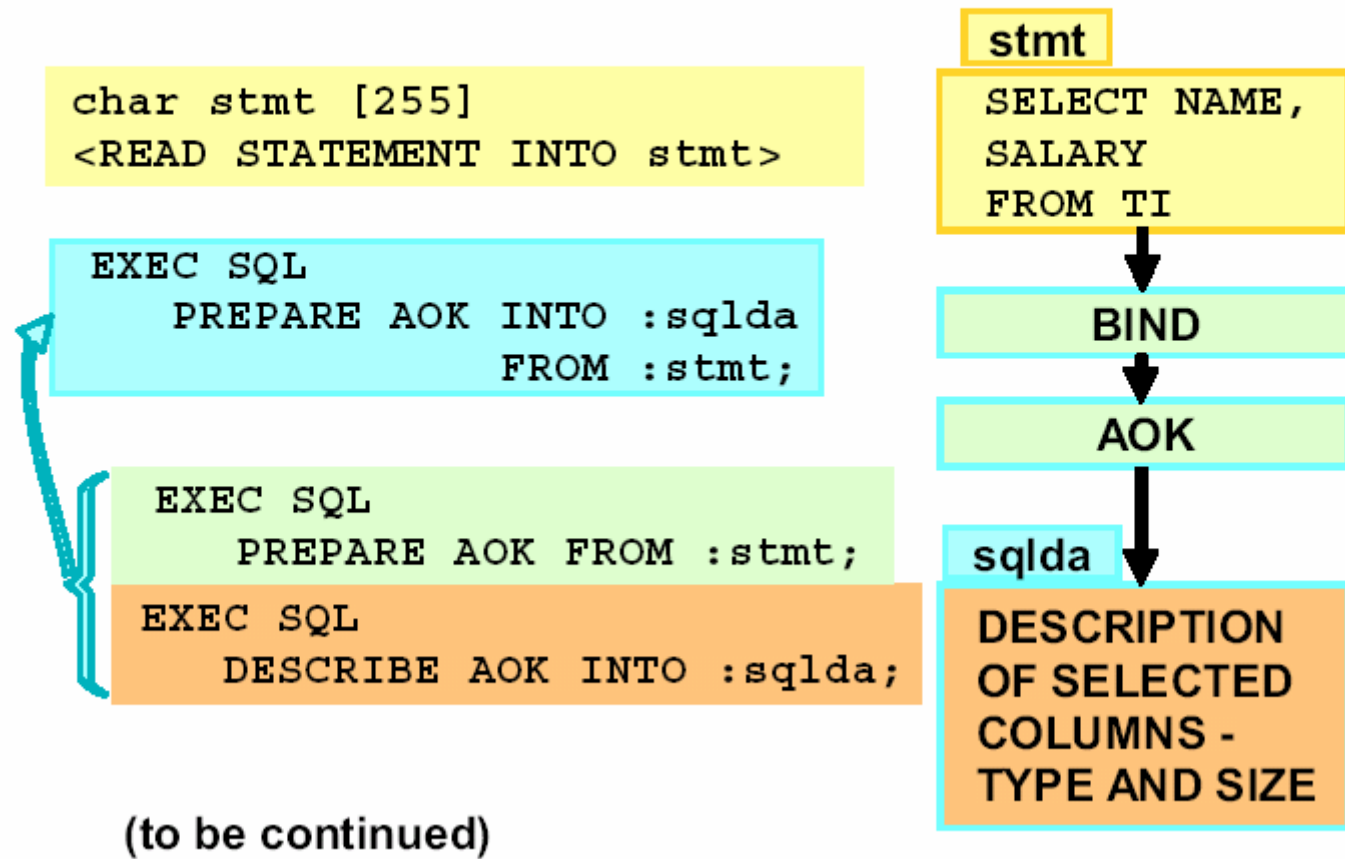 char stmt [255]
<READ STATEMENT INTO stmt>
EXEC SQL
PREPARE AOK INTO :sqlda
FROM :stmt;
EXEC SQL
PREPARE AOK FROM :stmt;
EXEC SQL
DESCRIBE AOK INTO :sqlda;
(to be continued)
stmt
SELECT NAME,
SALARY
FROM TI
BIND
AOK
sqlda
DESCRIPTION
OF SELECTED
COLUMNS -
TYPE AND SIZE